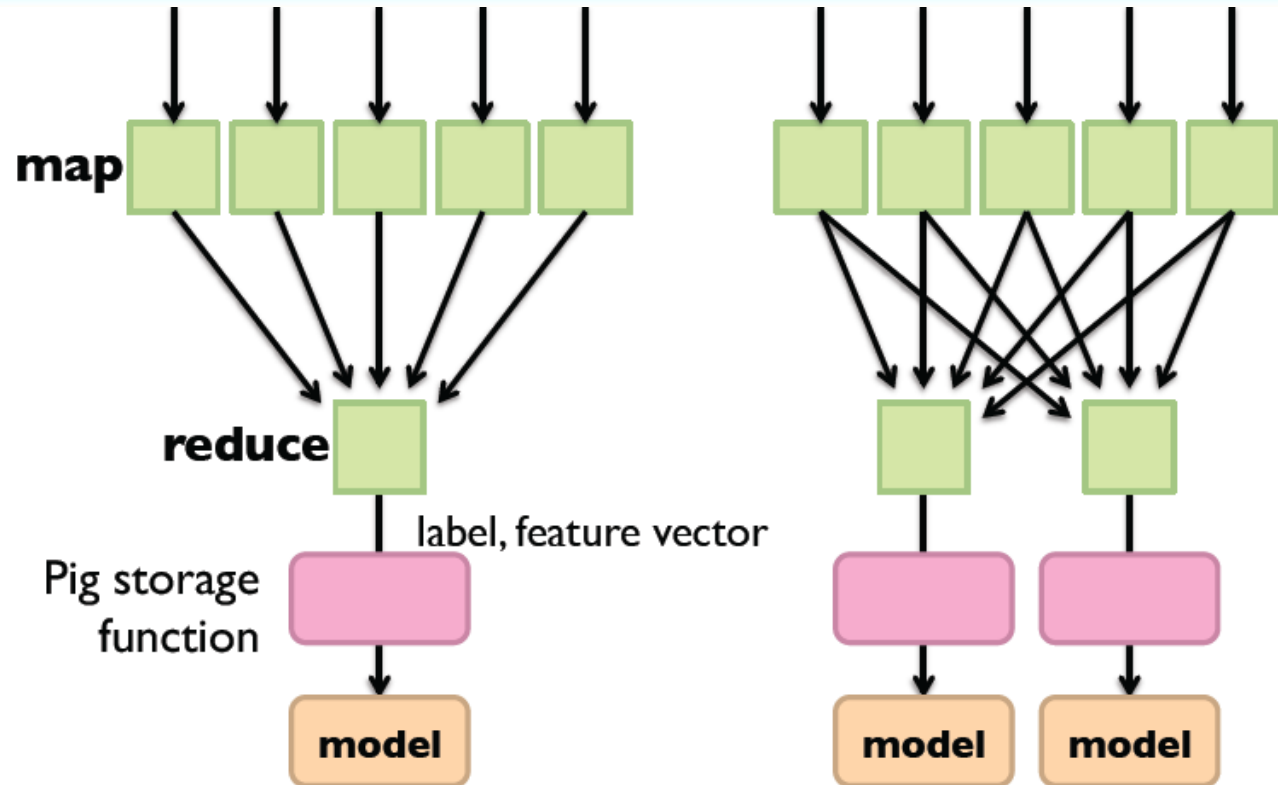 map
reduce
label, feature vector
Pig storage
function
model
model
model